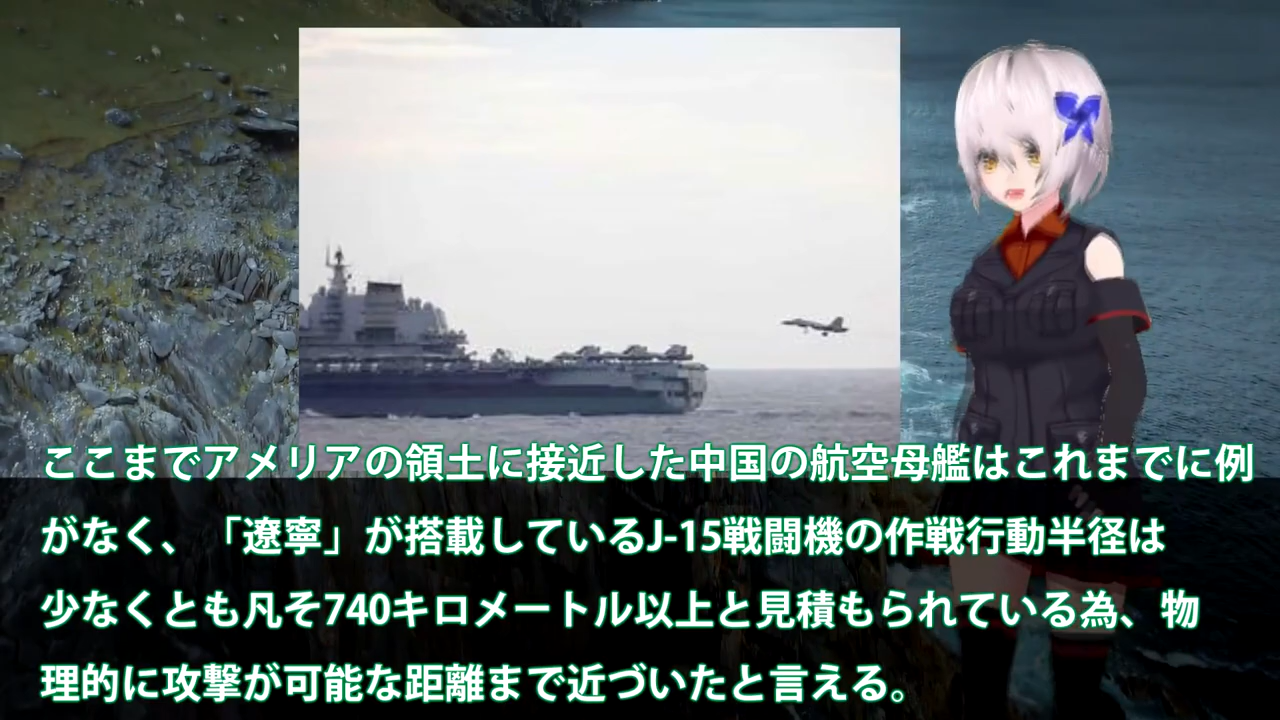 ここまでアメリアの領土に接近した中国の航空母艦はこれまでに例
がなく、「遼寧」が搭載しているJ-15戦闘機の作戦行動半径は
少なくとも凡そ740キロメートル以上と見積もられている為、物
理的に攻撃が可能な距離まで近づいたと言える。